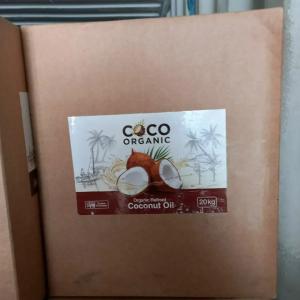 COCO
ORGANIC
Organic Refined
Coconut Oil
20kg